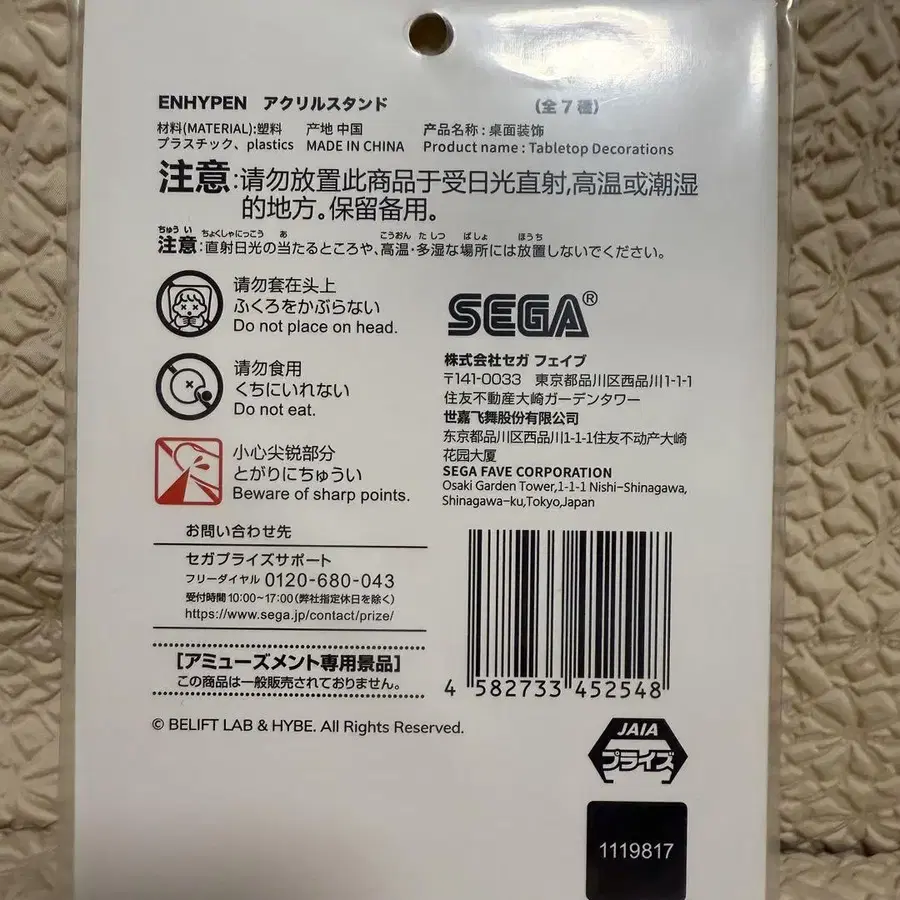 ENHYPEN アクリルスタンド (全7種)
材料(MATERIAL):塑料 产地 中国 产品名称：桌面装饰
プラスチック、plastics MADE IN CHINA Product name : Tabletop Decorations
注意:请勿放置此商品于受日光直射,高温或潮湿
的地方。保留备用。
ちゅうい ちょくしゃにっこう あ こうおん たしつ ばしょ ほうち
注意:直射日光の当たるところや、高温・多湿な場所には放置しないでください。
请勿套在头上
ふくろをかぶらない
Do not place on head.
请勿食用
くちにいれない
Do not eat.
小心尖锐部分
とがりにちゅうい
Beware of sharp points.
SEGA®
株式会社セガ フェイブ
〒141-0033 東京都品川区西品川1-1-1
住友不動産大崎ガーデンタワー
世嘉飞舞股份有限公司
东京都品川区西品川1-1-1住友不动产大崎
花园大厦
SEGA FAVE CORPORATION
Osaki Garden Tower,1-1-1 Nishi-Shinagawa,
Shinagawa-ku,Tokyo,Japan
お問い合わせ先
セガプライズサポート
フリーダイヤル 0120-680-043
受付時間 10:00~17:00(弊社指定休日を除く)
https://www.sega.jp/contact/prize/
[アミューズメント専用景品]
この商品は一般販売されておりません。
4 582733 452548
© BELIFT LAB & HYBE. All Rights Reserved.
JAIA
プライズ
1119817